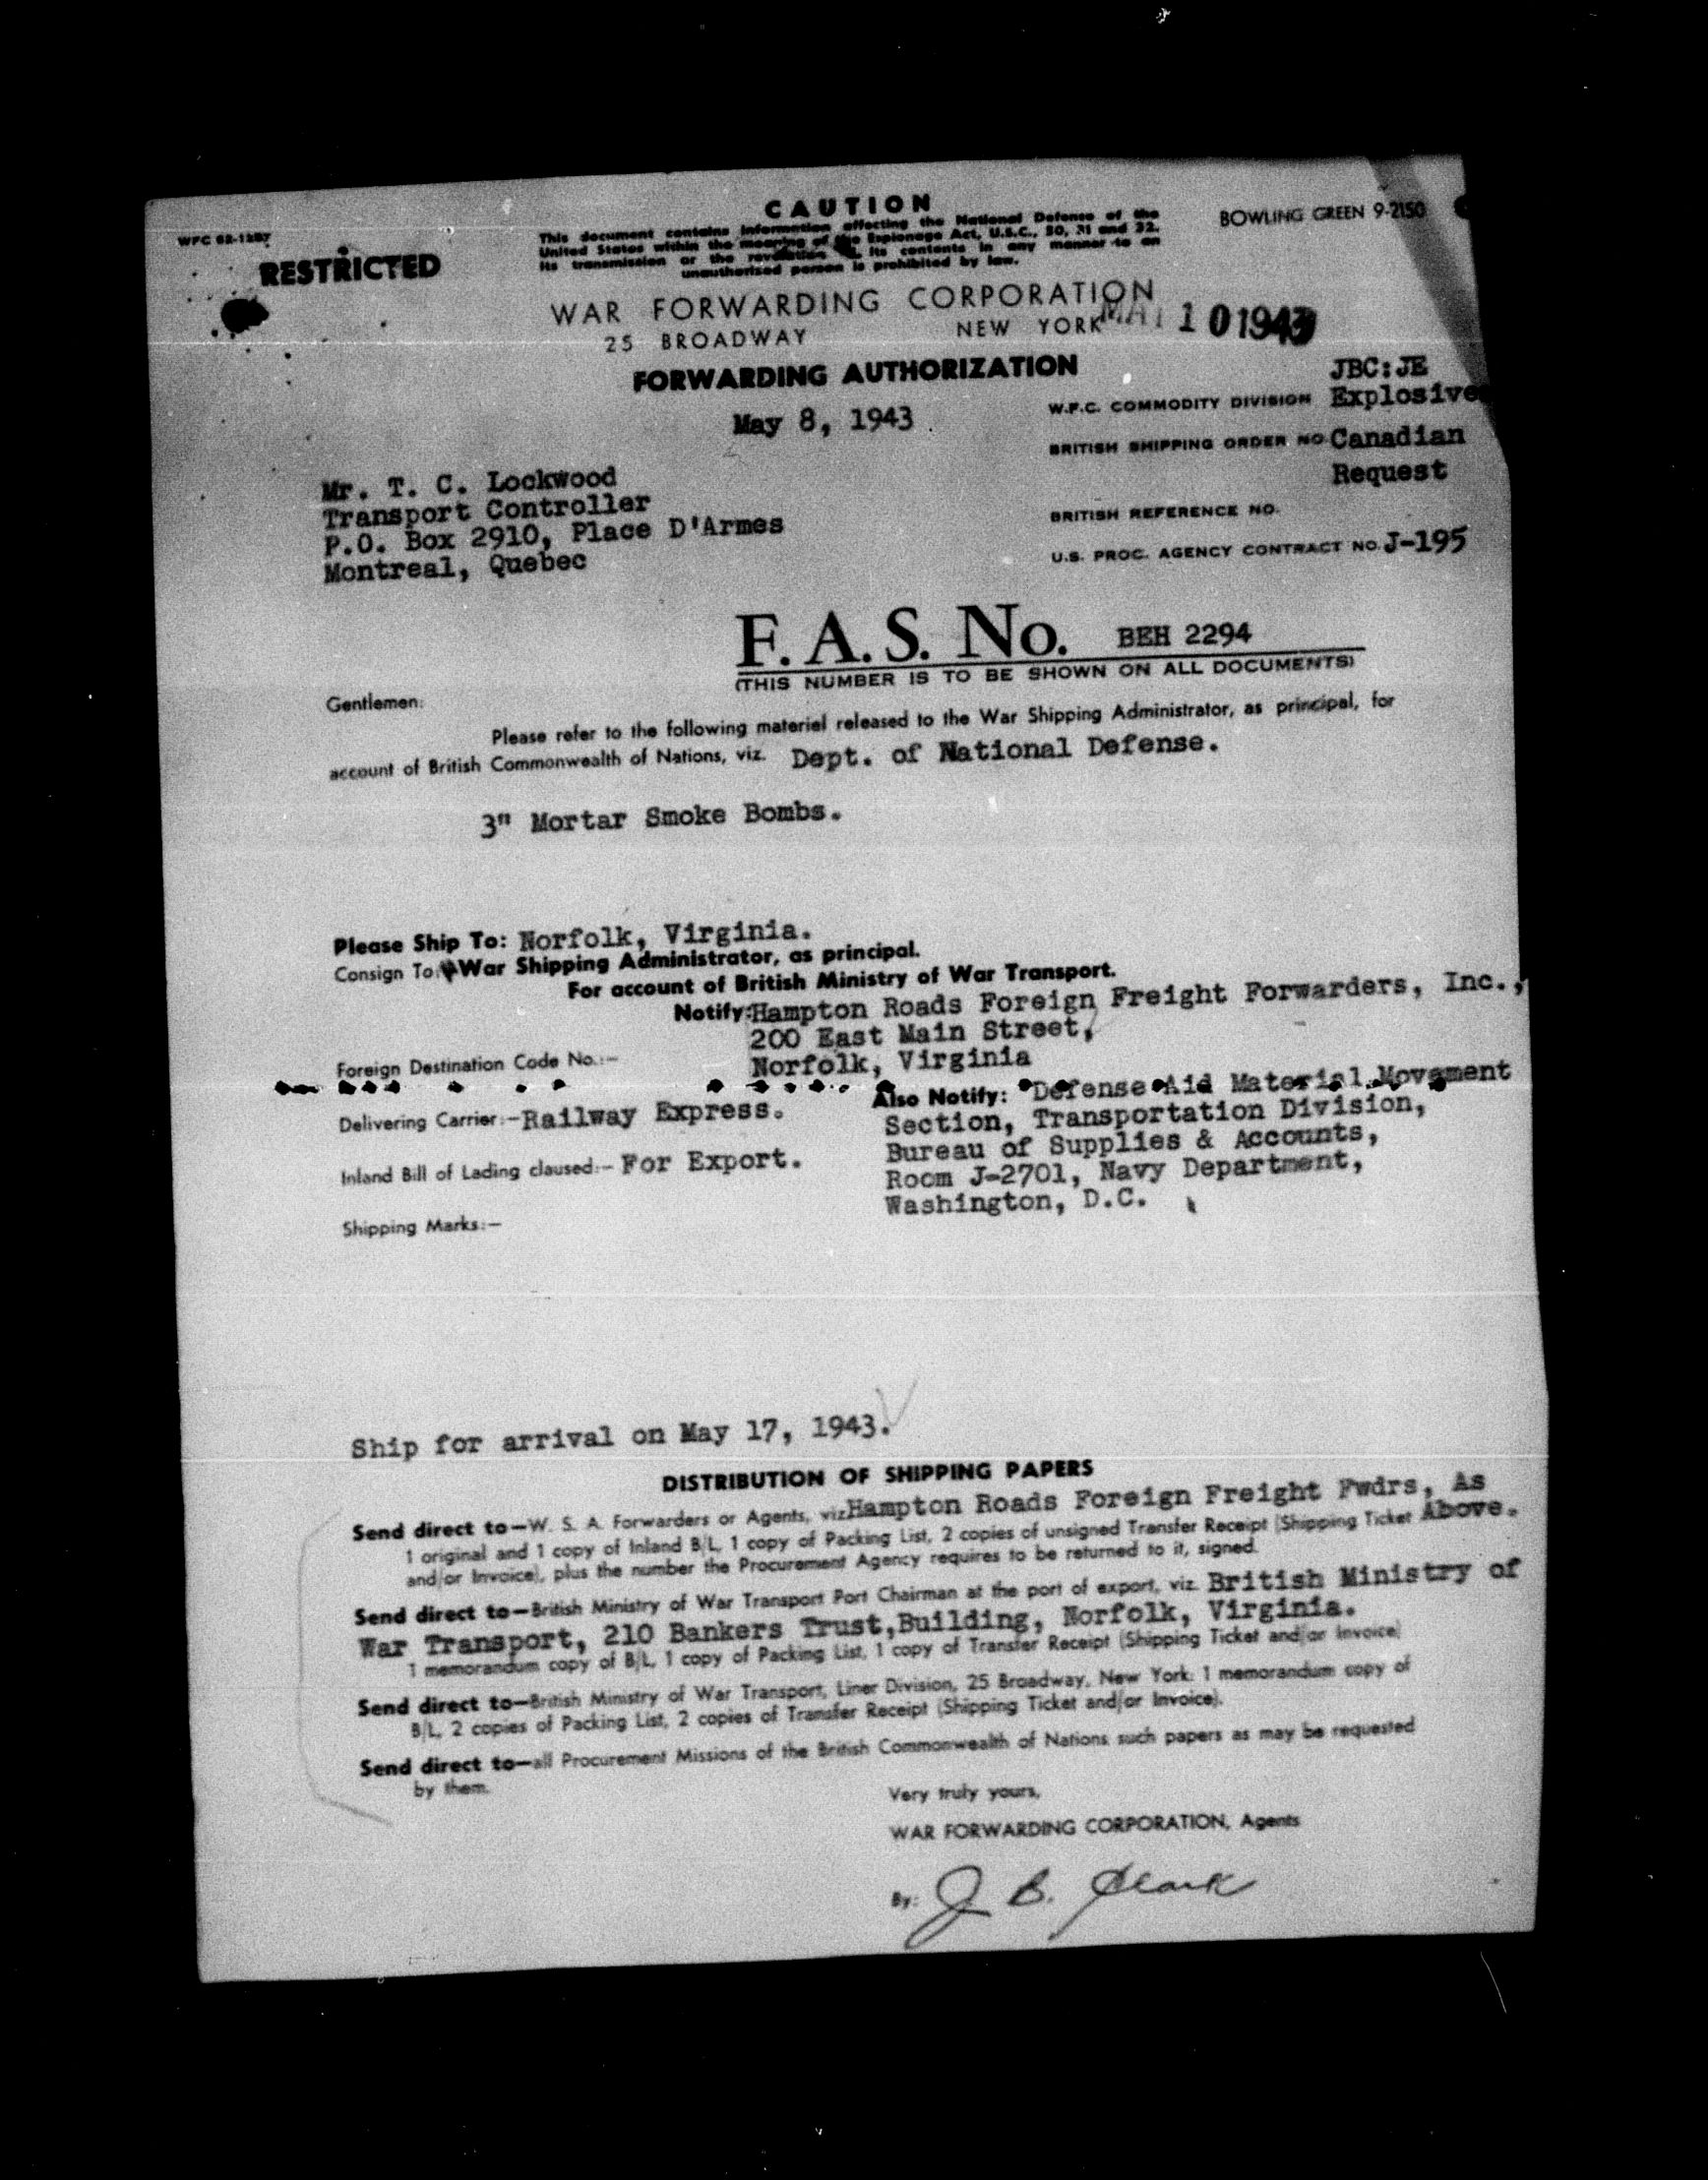 CAUTION
This document contains information affecting the National Defense of the
United States within the meaning of the Espionage Act, U.S.C., 50, 31 and 32.
Its transmission or the revelation its contents in any manner to an
unauthorized person is prohibited by law.
BOWLING GREEN 9-2150
RESTRICTED
WAR FORWARDING CORPORATION
25 BROADWAY NEW YORK
MAY 10 1943
FORWARDING AUTHORIZATION
May 8, 1943
JBC:JE
W.F.C. COMMODITY DIVISION Explosives
BRITISH SHIPPING ORDER NO. Canadian
Request
BRITISH REFERENCE NO.
U.S. PROC. AGENCY CONTRACT NO. J-195
Mr. T. C. Lockwood
Transport Controller
P.O. Box 2910, Place D'Armes
Montreal, Quebec
F.A.S. No. BEH 2294
(THIS NUMBER IS TO BE SHOWN ON ALL DOCUMENTS)
Gentlemen:
Please refer to the following materiel released to the War Shipping Administrator, as principal, for
account of British Commonwealth of Nations, viz. Dept. of National Defense.
3" Mortar Smoke Bombs.
Please Ship To: Norfolk, Virginia.
Consign To: War Shipping Administrator, as principal.
For account of British Ministry of War Transport.
Notify: Hampton Roads Foreign Freight Forwarders, Inc.,
200 East Main Street,
Norfolk, Virginia
Foreign Destination Code No.:—
Also Notify: Defense Aid Material Movement
Section, Transportation Division,
Bureau of Supplies & Accounts,
Room J-2701, Navy Department,
Washington, D.C.
Delivering Carrier:—Railway Express.
Inland Bill of Lading claused:— For Export.
Shipping Marks:—
Ship for arrival on May 17, 1943.
DISTRIBUTION OF SHIPPING PAPERS
Send direct to—W. S. A. Forwarders or Agents, viz Hampton Roads Foreign Freight Fwdrs, As
1 original and 1 copy of Inland B/L, 1 copy of Packing List, 2 copies of unsigned Transfer Receipt (Shipping Ticket Above.
and/or Invoice), plus the number the Procurement Agency requires to be returned to it, signed.
Send direct to—British Ministry of War Transport Port Chairman at the port of export, viz. British Ministry of
War Transport, 210 Bankers Trust,Building, Norfolk, Virginia.
1 memorandum copy of B/L, 1 copy of Packing List, 1 copy of Transfer Receipt (Shipping Ticket and/or Invoice)
Send direct to—British Ministry of War Transport, Liner Division, 25 Broadway, New York: 1 memorandum copy of
B/L, 2 copies of Packing List, 2 copies of Transfer Receipt (Shipping Ticket and/or Invoice).
Send direct to—all Procurement Missions of the British Commonwealth of Nations such papers as may be requested
by them.
Very truly yours,
WAR FORWARDING CORPORATION, Agents
By: J B. Clark